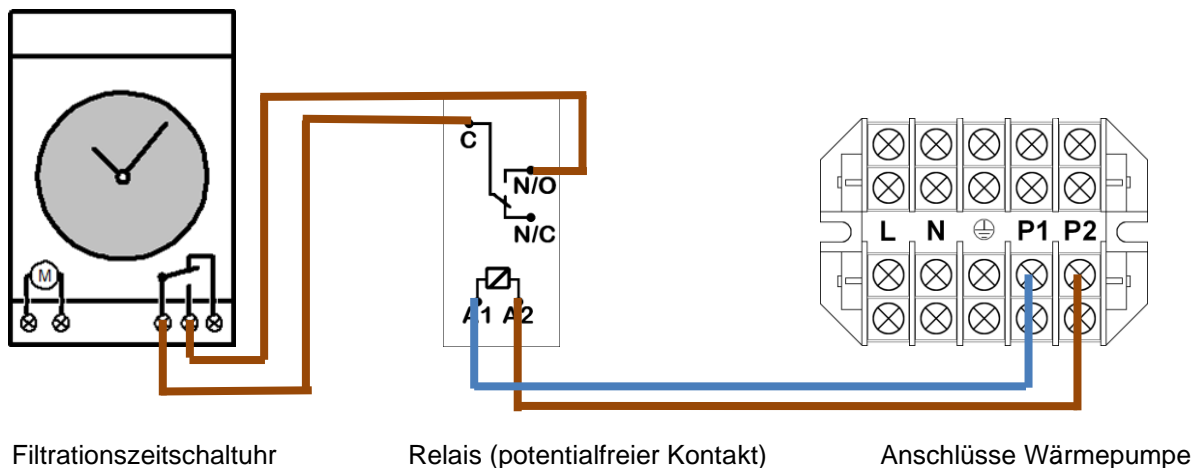 C
N/O
N/C
M
A1 A2
L N P1 P2
Filtrationszeitschaltuhr Relais (potentialfreier Kontakt) Anschlüsse Wärmepumpe